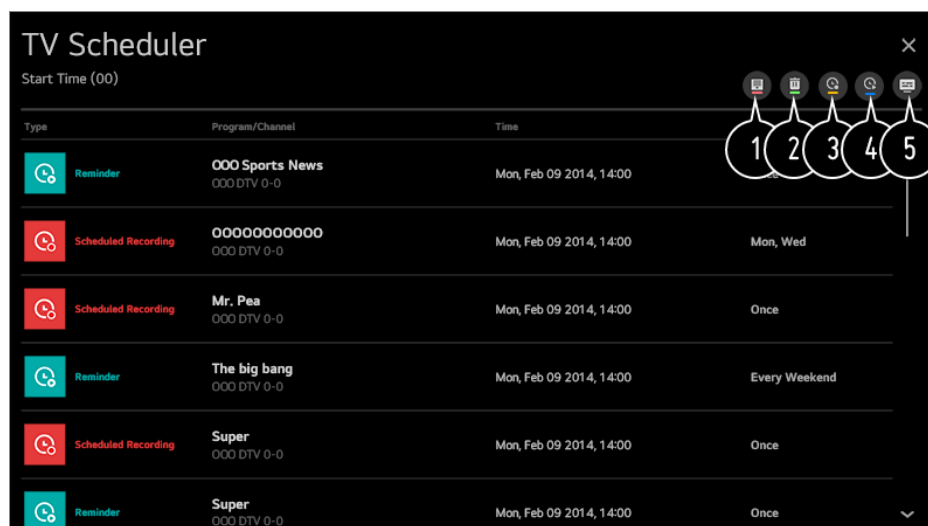 TV Scheduler
Start Time (00)
1 2 3 4 5
Type Program/Channel Time
Reminder OOO Sports News Mon, Feb 09 2014, 14:00
OOO DTV 0-0
Scheduled Recording OOOOOOOOOOO Mon, Feb 09 2014, 14:00 Mon, Wed
OOO DTV 0-0
Scheduled Recording Mr. Pea Mon, Feb 09 2014, 14:00 Once
OOO DTV 0-0
Reminder The big bang Mon, Feb 09 2014, 14:00 Every Weekend
OOO DTV 0-0
Scheduled Recording Super Mon, Feb 09 2014, 14:00 Once
OOO DTV 0-0
Reminder Super Mon, Feb 09 2014, 14:00 Once
OOO DTV 0-0